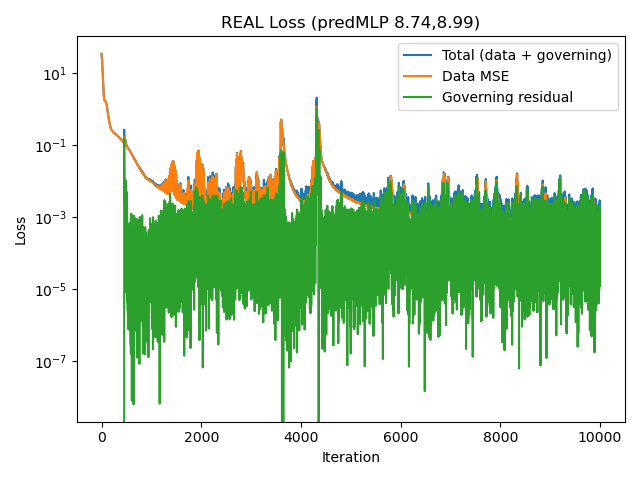 REAL Loss (predMLP 8.74,8.99)
Total (data + governing)
Data MSE
Governing residual
Loss
10^1
10^-1
10^-3
10^-5
10^-7
0 2000 4000 6000 8000 10000
Iteration